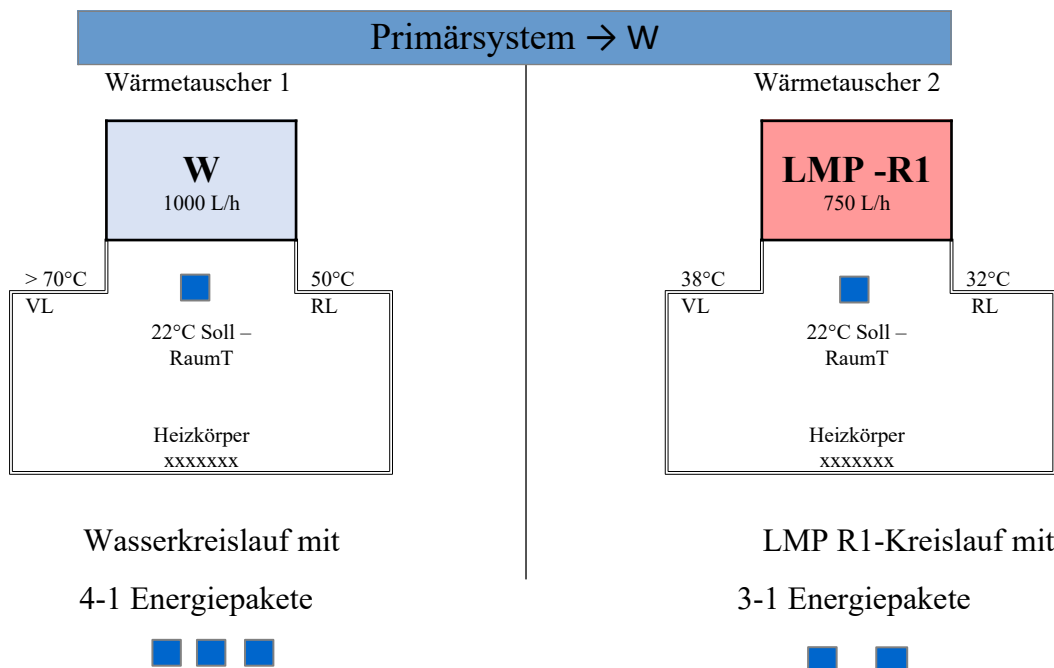 Primärsystem → W
Wärmetauscher 1
W
1000 L/h
> 70°C
VL
50°C
RL
22°C Soll –
RaumT
Heizkörper
xxxxxxx
Wasserkreislauf mit
4-1 Energiepakete
Wärmetauscher 2
LMP -R1
750 L/h
38°C
VL
32°C
RL
22°C Soll –
RaumT
Heizkörper
xxxxxxx
LMP R1-Kreislauf mit
3-1 Energiepakete